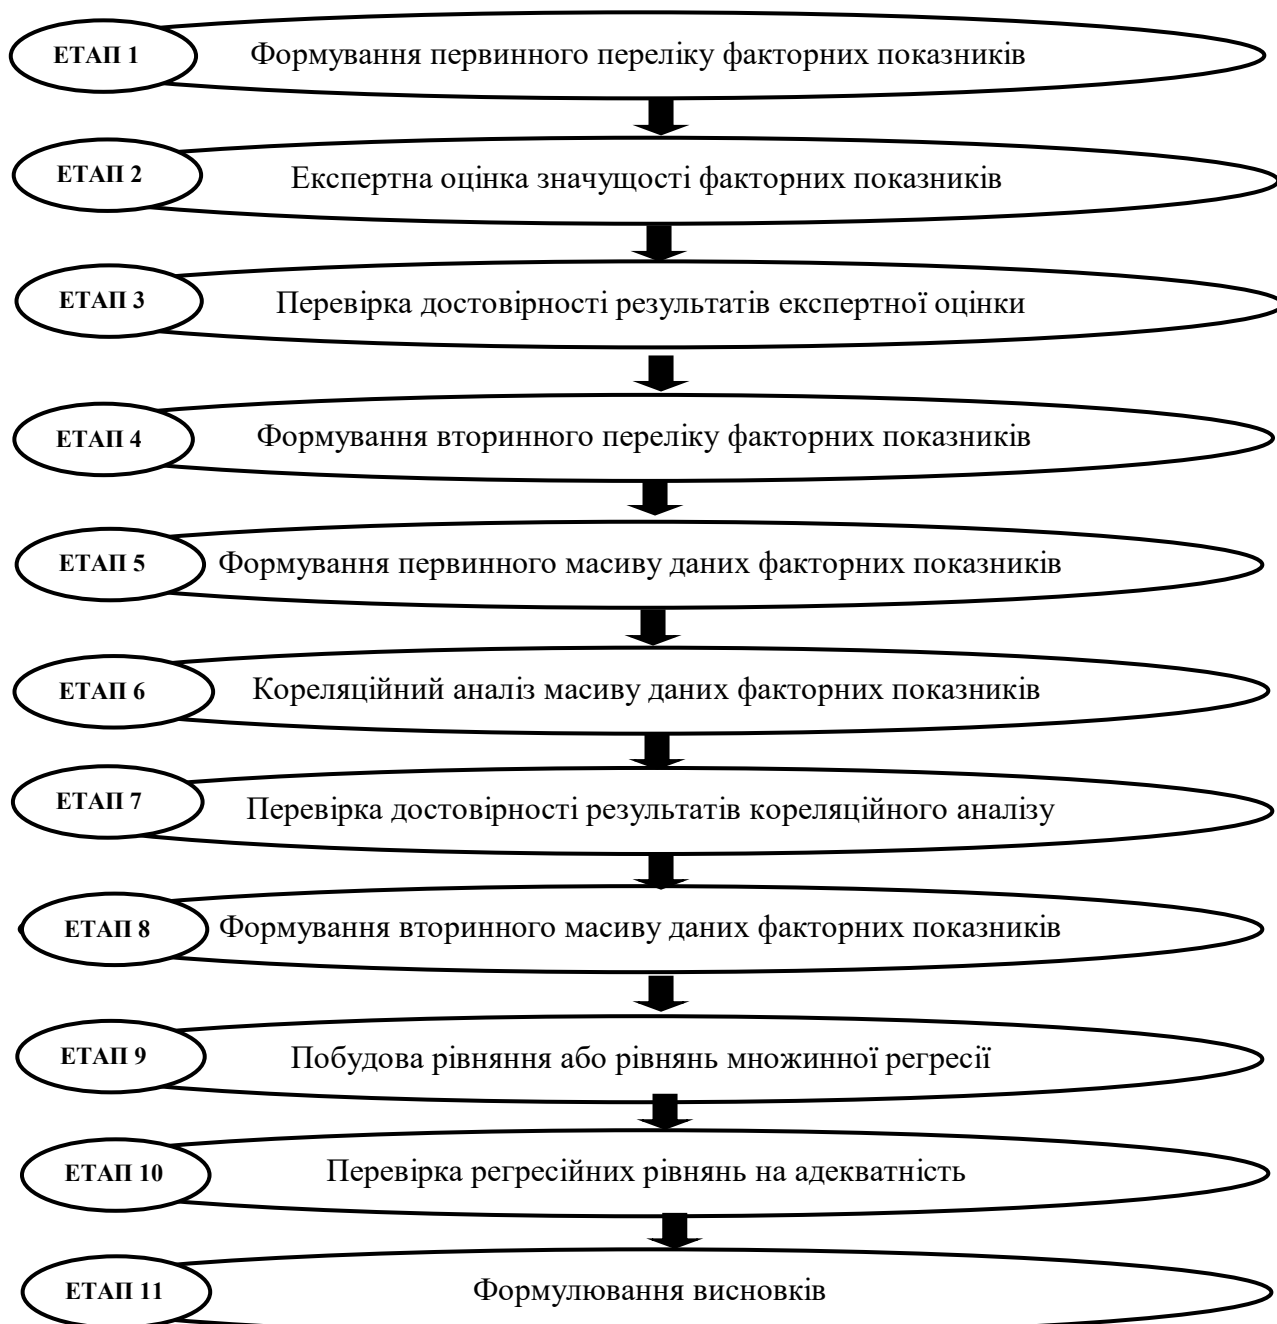 ЕТАП 1
Формування первинного переліку факторних показників
ЕТАП 2
Експертна оцінка значущості факторних показників
ЕТАП 3
Перевірка достовірності результатів експертної оцінки
ЕТАП 4
Формування вторинного переліку факторних показників
ЕТАП 5
Формування первинного масиву даних факторних показників
ЕТАП 6
Кореляційний аналіз масиву даних факторних показників
ЕТАП 7
Перевірка достовірності результатів кореляційного аналізу
ЕТАП 8
Формування вторинного масиву даних факторних показників
ЕТАП 9
Побудова рівняння або рівнянь множинної регресії
ЕТАП 10
Перевірка регресійних рівнянь на адекватність
ЕТАП 11
Формулювання висновків